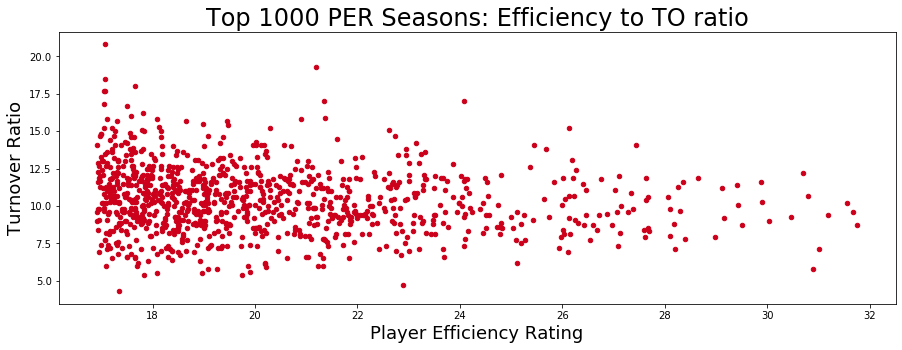 Top 1000 PER Seasons: Efficiency to TO ratio
Turnover Ratio
20.0
17.5
15.0
12.5
10.0
7.5
5.0
18 20 22 24 26 28 30 32
Player Efficiency Rating